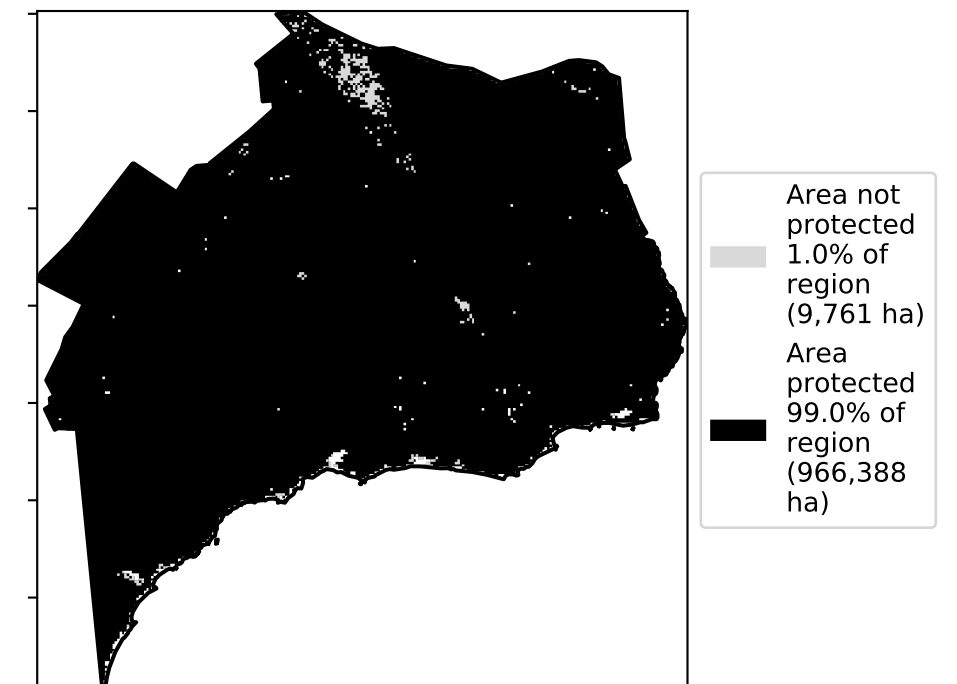 Area not
protected
1.0% of
region
(9,761 ha)
Area
protected
99.0% of
region
(966,388
ha)